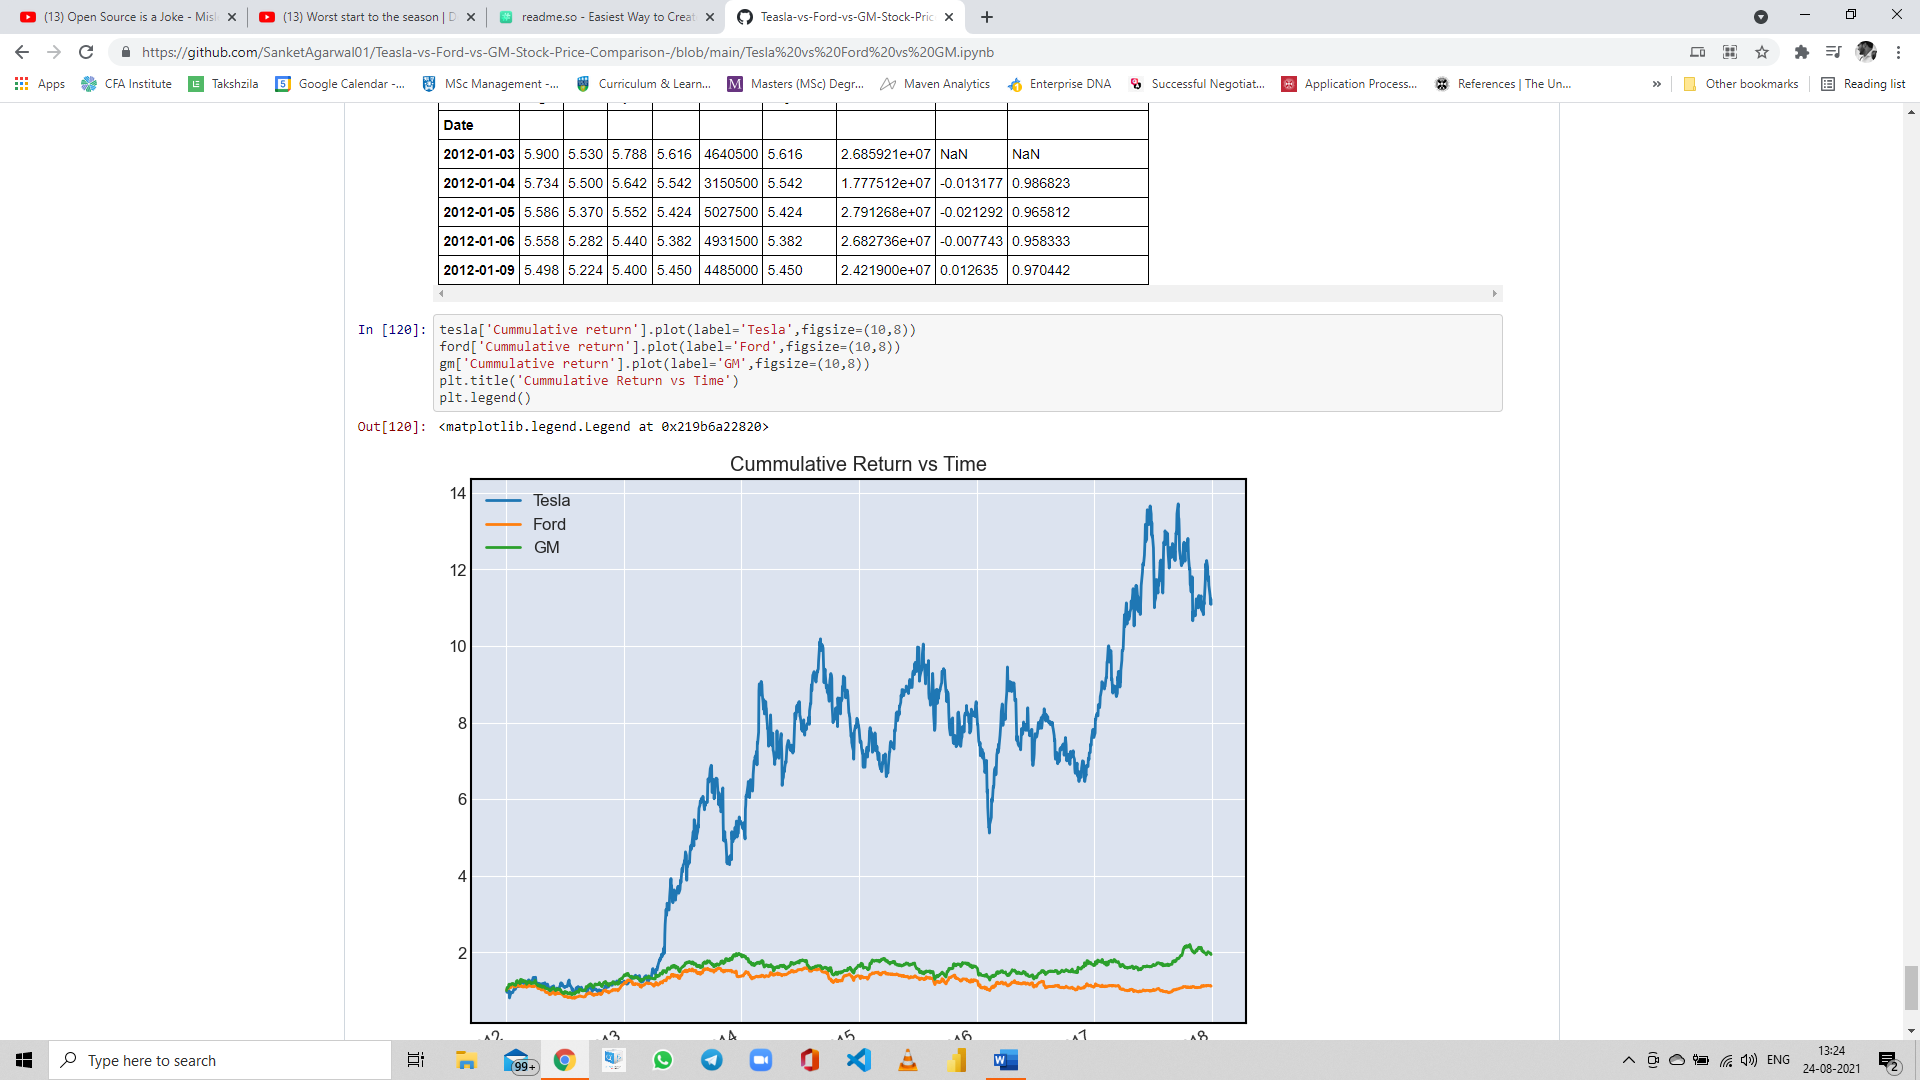 (13) Open Source is a Joke - Misl
(13) Worst start to the season | D
readme.so - Easiest Way to Creat
Teasla-vs-Ford-vs-GM-Stock-Pric
https://github.com/SanketAgarwal01/Teasla-vs-Ford-vs-GM-Stock-Price-Comparison-/blob/main/Tesla%20vs%20Ford%20vs%20GM.ipynb
Apps CFA Institute Takshzila Google Calendar -... MSc Management -... Curriculum & Learn... Masters (MSc) Degr... Maven Analytics Enterprise DNA Successful Negotiat... Application Process... References | The Un... » Other bookmarks Reading list
Date
2012-01-03 5.900 5.530 5.788 5.616 4640500 5.616 2.685921e+07 NaN NaN
2012-01-04 5.734 5.500 5.642 5.542 3150500 5.542 1.777512e+07 -0.013177 0.986823
2012-01-05 5.586 5.370 5.552 5.424 5027500 5.424 2.791268e+07 -0.021292 0.965812
2012-01-06 5.558 5.282 5.440 5.382 4931500 5.382 2.682736e+07 -0.007743 0.958333
2012-01-09 5.498 5.224 5.400 5.450 4485000 5.450 2.421900e+07 0.012635 0.970442
In [120]: tesla['Cummulative return'].plot(label='Tesla',figsize=(10,8))
ford['Cummulative return'].plot(label='Ford',figsize=(10,8))
gm['Cummulative return'].plot(label='GM',figsize=(10,8))
plt.title('Cummulative Return vs Time')
plt.legend()
Out[120]: <matplotlib.legend.Legend at 0x219b6a22820>
Cummulative Return vs Time
14
Tesla
Ford
GM
12
10
8
6
4
2
Type here to search
99+
ENG
13:24
24-08-2021
2